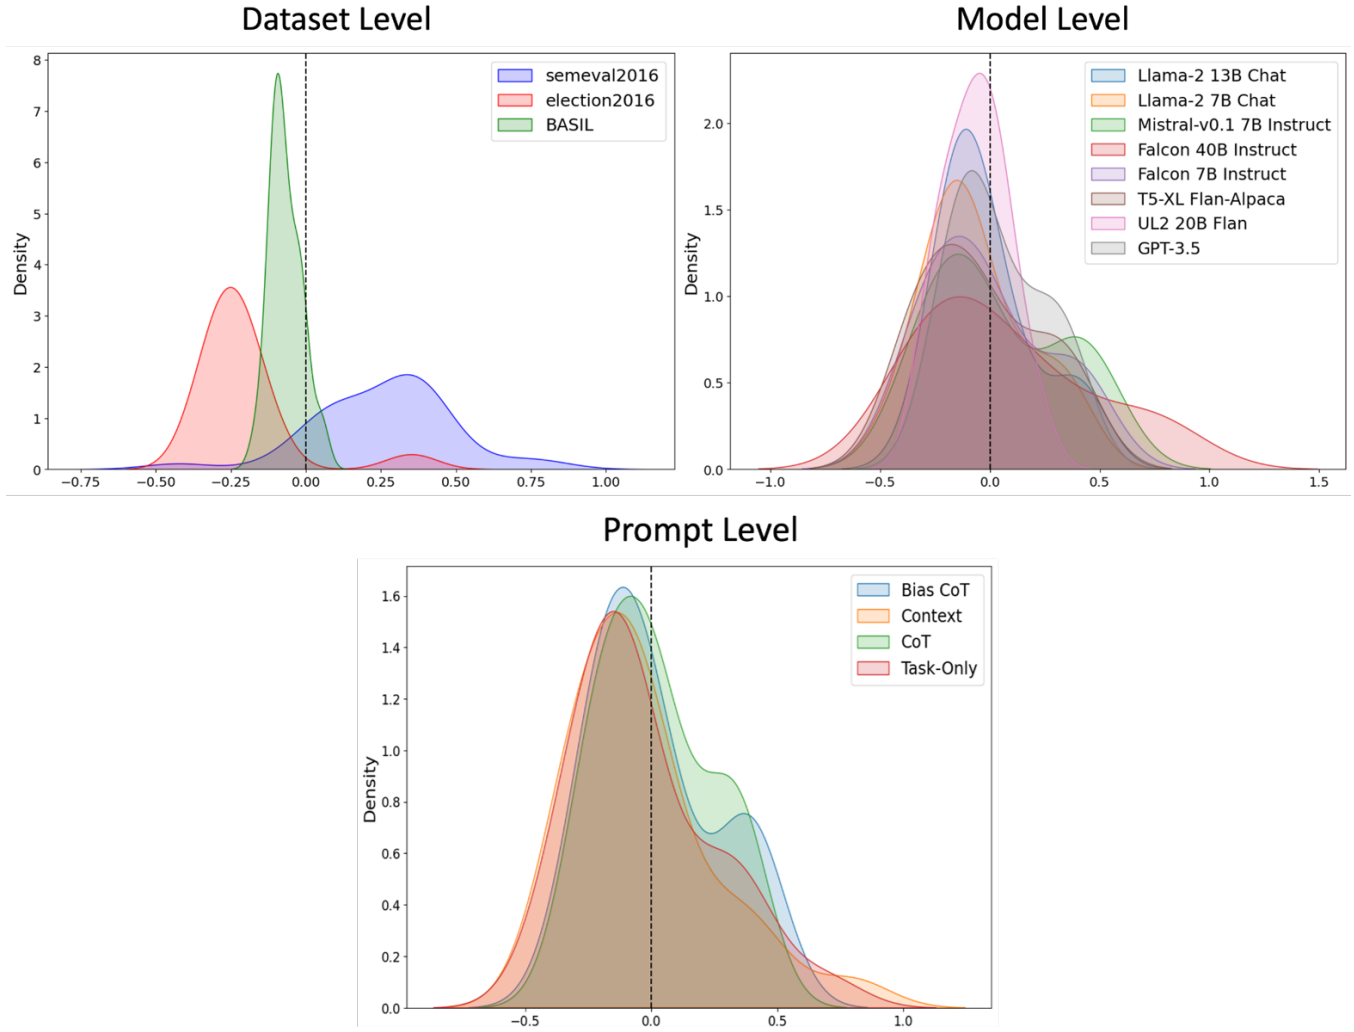 Dataset Level
Density
8
7
6
5
4
3
2
1
0
−0.75 −0.50 −0.25 0.00 0.25 0.50 0.75 1.00
semeval2016
election2016
BASIL
Model Level
Density
2.0
1.5
1.0
0.5
0.0
−1.0 −0.5 0.0 0.5 1.0 1.5
Llama-2 13B Chat
Llama-2 7B Chat
Mistral-v0.1 7B Instruct
Falcon 40B Instruct
Falcon 7B Instruct
T5-XL Flan-Alpaca
UL2 20B Flan
GPT-3.5
Prompt Level
Density
1.6
1.4
1.2
1.0
0.8
0.6
0.4
0.2
0.0
−0.5 0.0 0.5 1.0
Bias CoT
Context
CoT
Task-Only